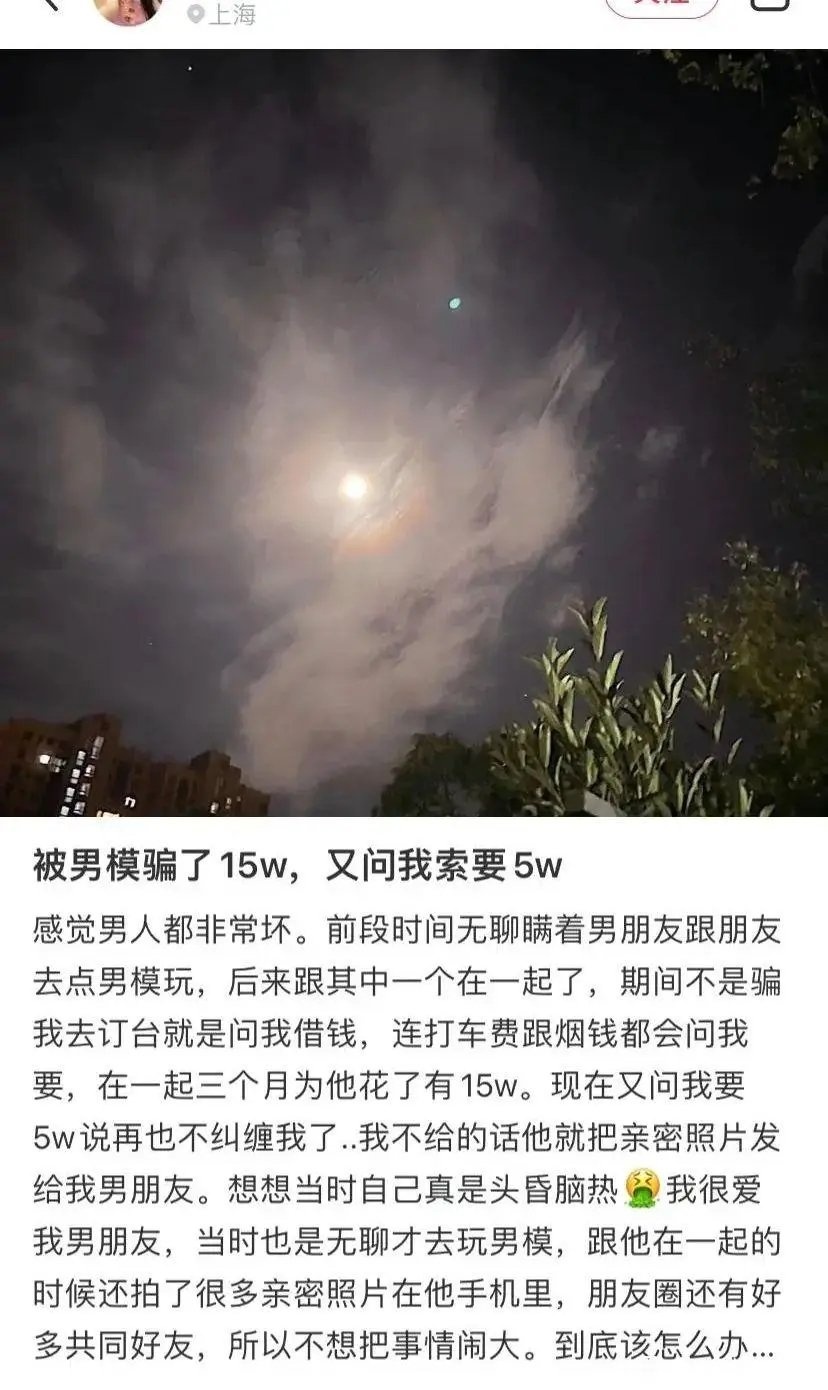 上海
被男模骗了15w，又问我索要5w
感觉男人都非常坏。前段时间无聊瞒着男朋友跟朋友
去点男模玩，后来跟其中一个在一起了，期间不是骗
我去订台就是问我借钱，连打车费跟烟钱都会问我
要，在一起三个月为他花了有15w。现在又问我要
5w说再也不纠缠我了..我不给的话他就把亲密照片发
给我男朋友。想想当时自己真是头昏脑热🤮我很爱
我男朋友，当时也是无聊才去玩男模，跟他在一起的
时候还拍了很多亲密照片在他手机里，朋友圈还有好
多共同好友，所以不想把事情闹大。到底该怎么办...